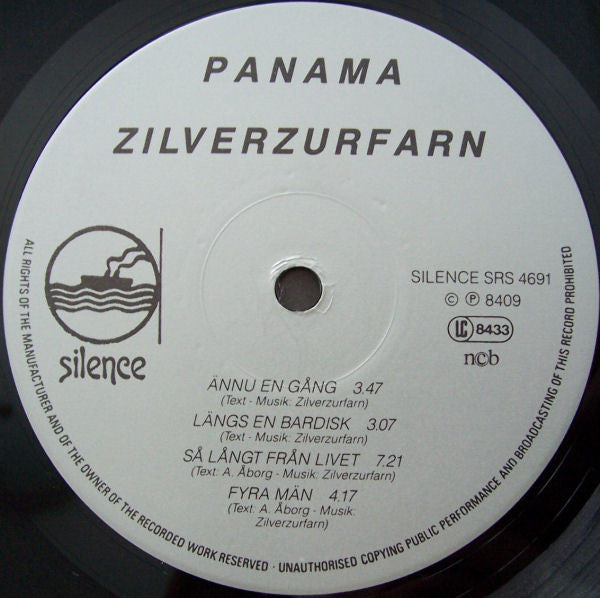 PANAMA
ZILVERZURFARN
silence
SILENCE SRS 4691
© ℗ 8409
LC 8433
n©b
ÄNNU EN GÅNG 3.47
(Text - Musik: Zilverzurfarn)
LÄNGS EN BARDISK 3.07
(Text - Musik: Zilverzurfarn)
SÅ LÅNGT FRÅN LIVET 7.21
(Text: A. Åborg - Musik: Zilverzurfarn)
FYRA MÄN 4.17
(Text: A. Åborg - Musik:
Zilverzurfarn)
ALL RIGHTS OF THE MANUFACTURER AND OF THE OWNER OF THE RECORDED WORK RESERVED · UNAUTHORISED COPYING PUBLIC PERFORMANCE AND BROADCASTING OF THIS RECORD PROHIBITED